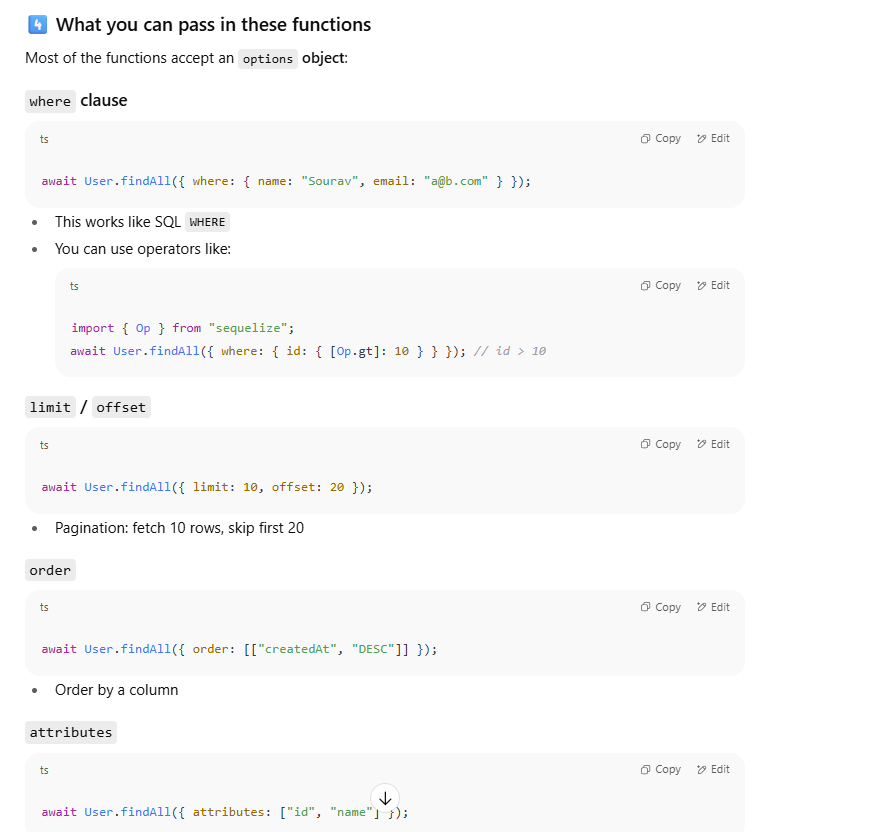 4 What you can pass in these functions
Most of the functions accept an options object:
where clause
ts Copy Edit
await User.findAll({ where: { name: "Sourav", email: "a@b.com" } });
This works like SQL WHERE
You can use operators like:
ts Copy Edit
import { Op } from "sequelize";
await User.findAll({ where: { id: { [Op.gt]: 10 } } }); // id > 10
limit / offset
ts Copy Edit
await User.findAll({ limit: 10, offset: 20 });
Pagination: fetch 10 rows, skip first 20
order
ts Copy Edit
await User.findAll({ order: [["createdAt", "DESC"]] });
Order by a column
attributes
ts Copy Edit
await User.findAll({ attributes: ["id", "name"] });